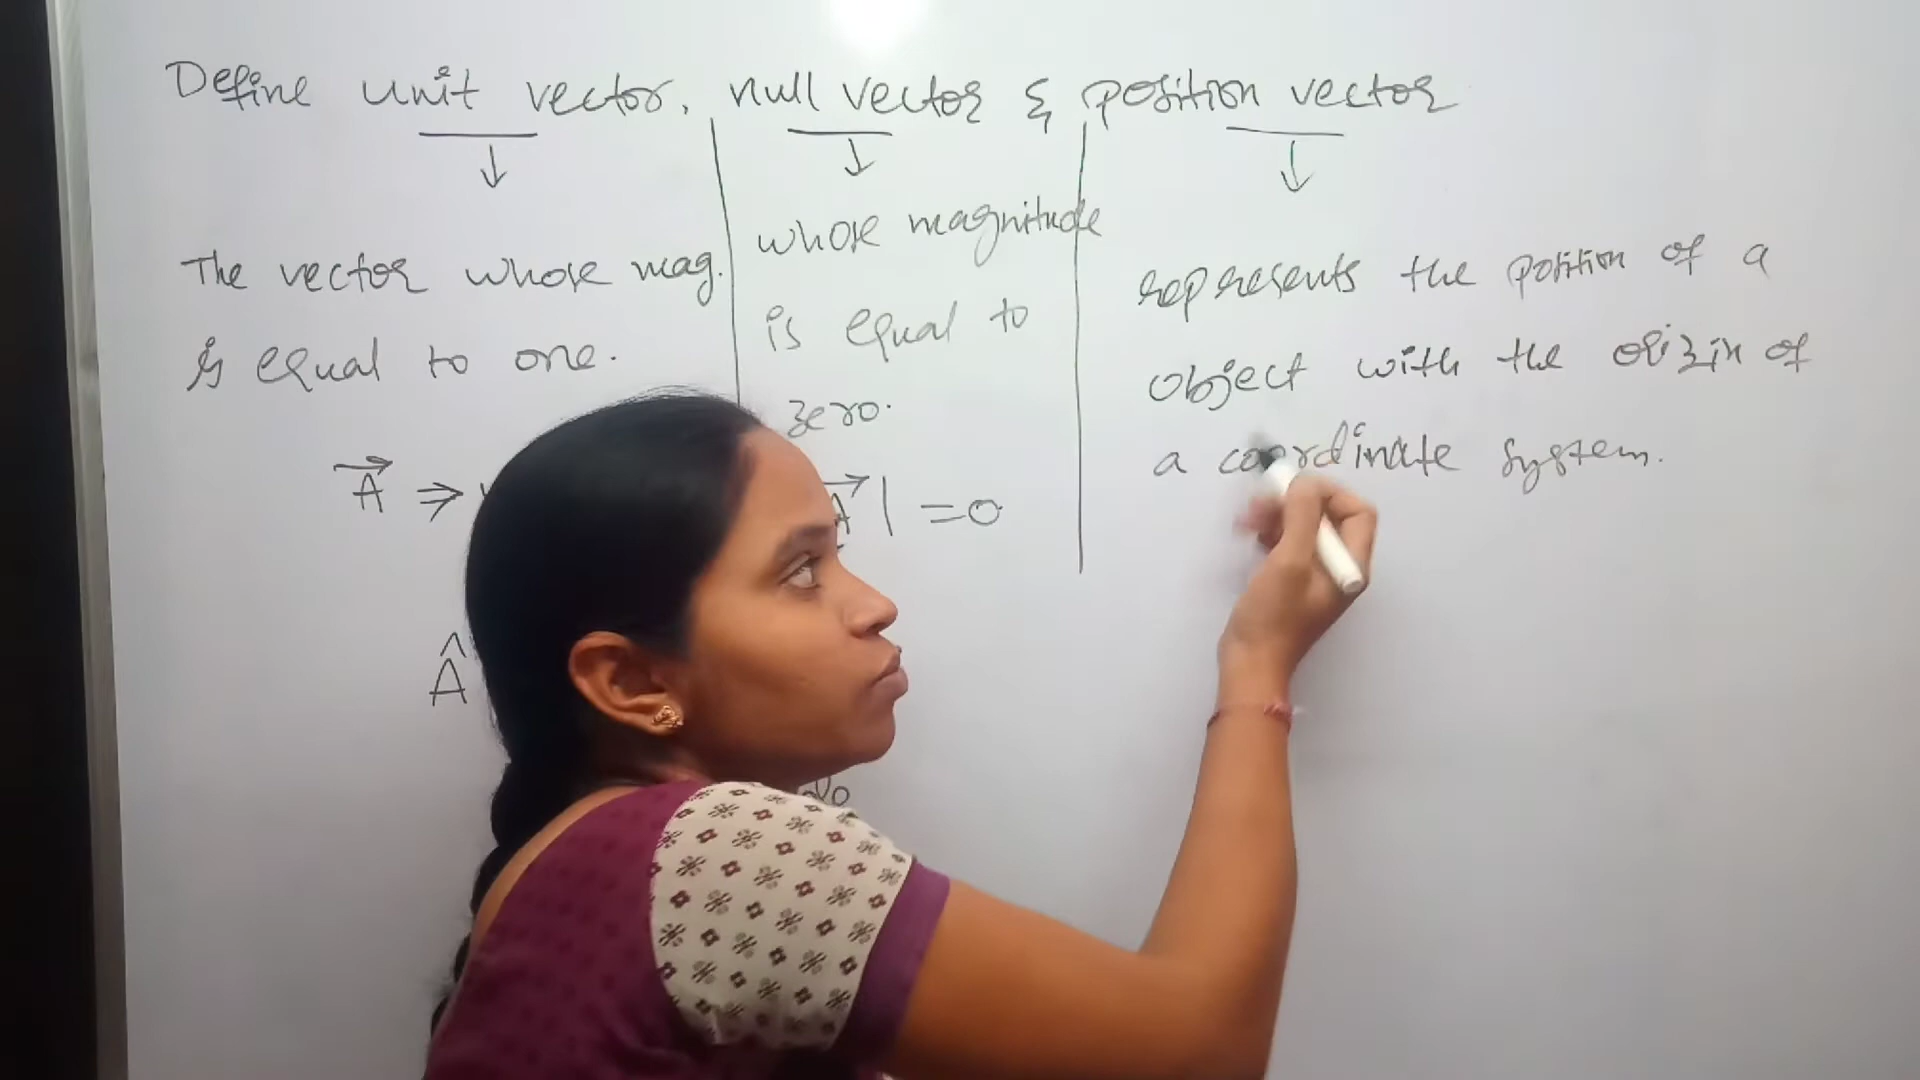 Define unit vector, null vector & position vector
The vector whose mag.
is equal to one.
A⃗ ⇒
Â
whose magnitude
is equal to
zero.
A⃗| = 0
represents the position of a
object with the origin of
a coordinate system.